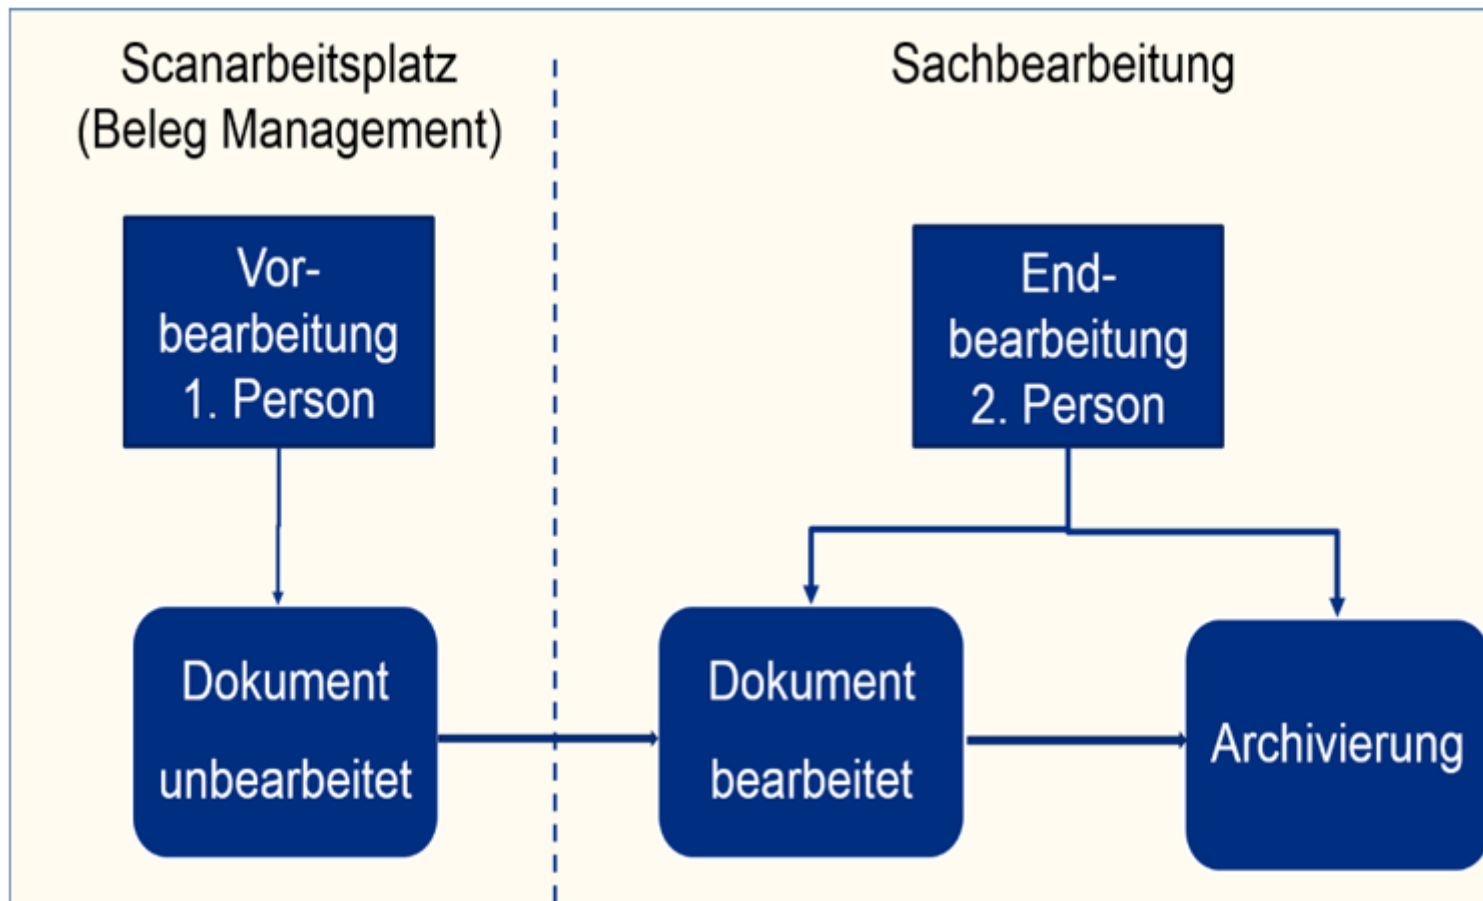 Scanarbeitsplatz
(Beleg Management)
Sachbearbeitung
Vor-
bearbeitung
1. Person
End-
bearbeitung
2. Person
Dokument
unbearbeitet
Dokument
bearbeitet
Archivierung